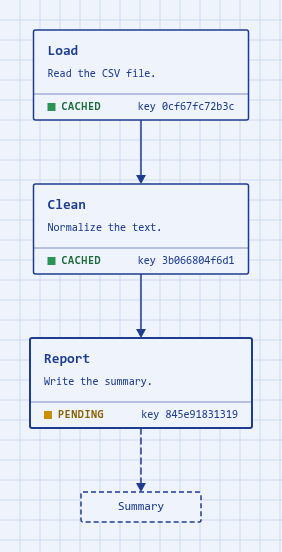 Load
Read the CSV file.
CACHED key 0cf67fc72b3c
Clean
Normalize the text.
CACHED key 3b066804f6d1
Report
Write the summary.
PENDING key 845e91831319
Summary